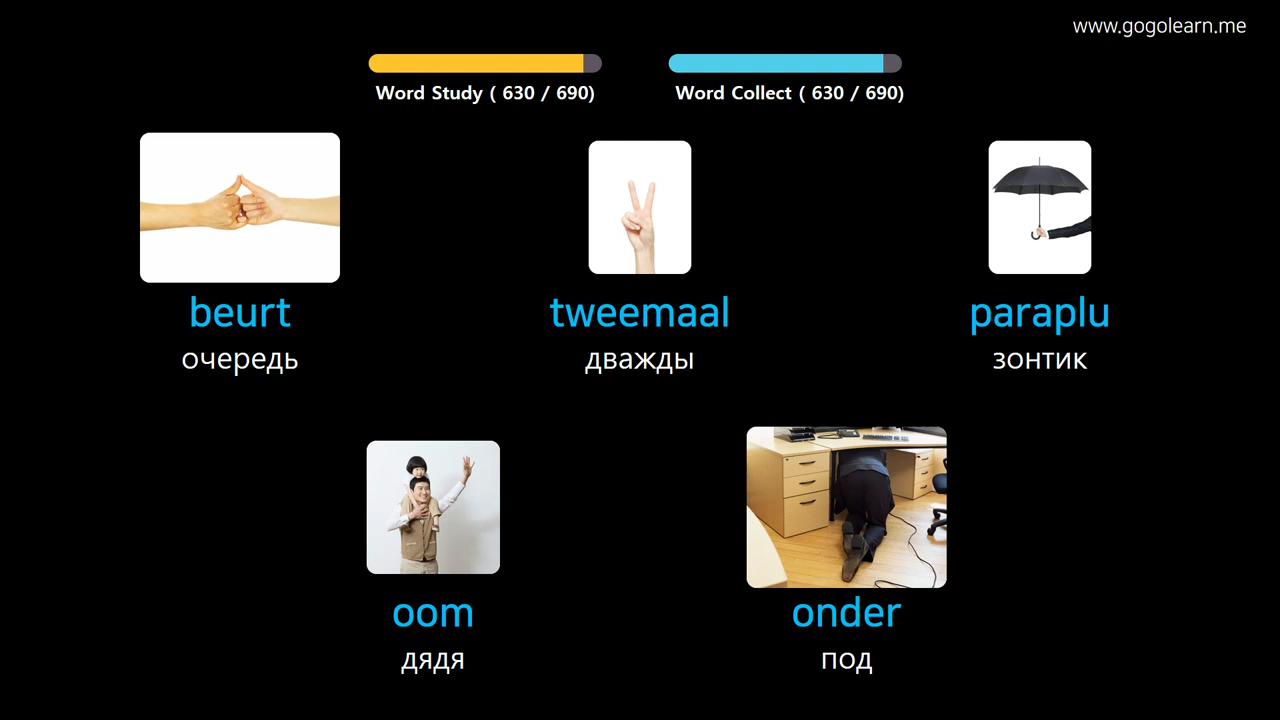 www.gogolearn.me
Word Study ( 630 / 690)
Word Collect ( 630 / 690)
beurt
очередь
tweemaal
дважды
paraplu
зонтик
oom
дядя
onder
под